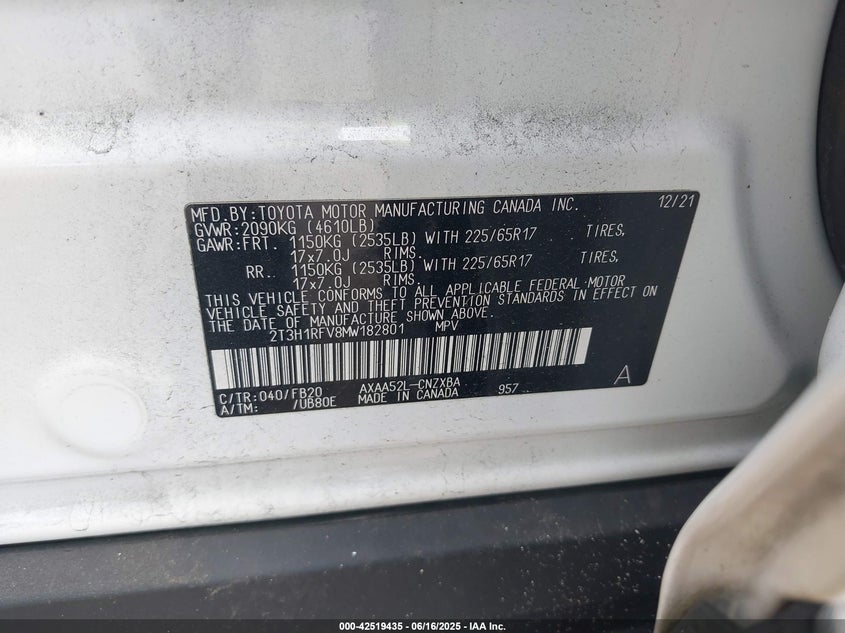 MFD.BY:TOYOTA MOTOR MANUFACTURING CANADA INC. 12/21
GVWR:2090KG (4610LB)
GAWR:FRT. 1150KG (2535LB) WITH 225/65R17 TIRES,
17x7.0J RIMS.
RR. 1150KG (2535LB) WITH 225/65R17 TIRES,
17x7.0J RIMS.
THIS VEHICLE CONFORMS TO ALL APPLICABLE FEDERAL MOTOR
VEHICLE SAFETY AND THEFT PREVENTION STANDARDS IN EFFECT ON
THE DATE OF MANUFACTURE SHOWN ABOVE.
2T3H1RFV8MW182801 MPV
C/TR:040/FB20 AXAA52L-CNZXBA A
A/TM: /UB80E MADE IN CANADA 957
000-42519435 - 06/16/2025 - IAA Inc.